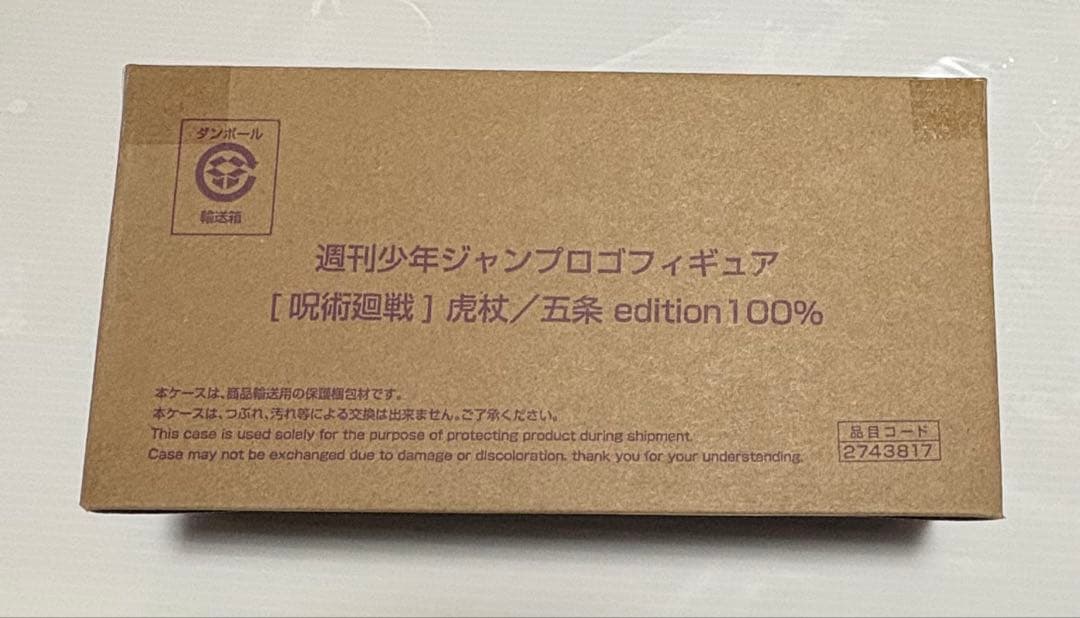 ダンボール
輸送箱
週刊少年ジャンプロゴフィギュア
[ 呪術廻戦 ] 虎杖／五条 edition100%
本ケースは、商品輸送用の保護梱包材です。
本ケースは、つぶれ、汚れ等による交換は出来ません。ご了承ください。
This case is used solely for the purpose of protecting product during shipment.
Case may not be exchanged due to damage or discoloration. thank you for your understanding.
品目コード
2743817